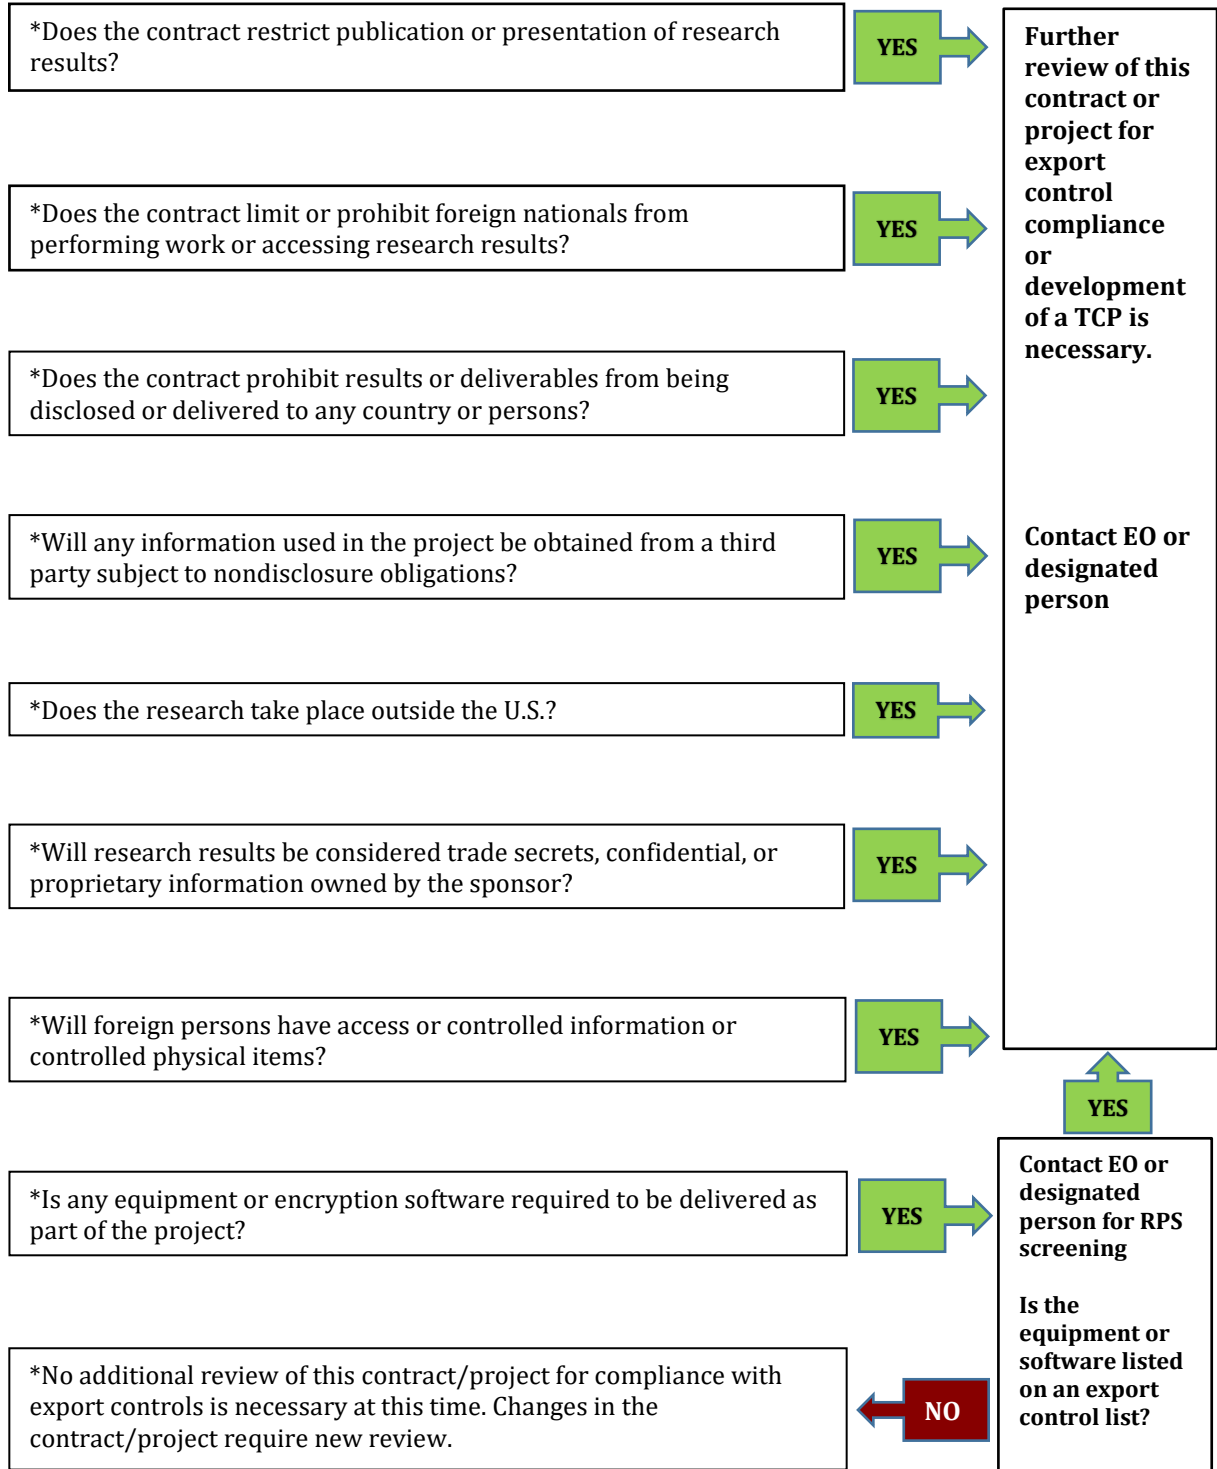 *Does the contract restrict publication or presentation of research
results?
YES
Further
review of this
contract or
project for
export
control
compliance
or
development
of a TCP is
necessary.
*Does the contract limit or prohibit foreign nationals from
performing work or accessing research results?
YES
*Does the contract prohibit results or deliverables from being
disclosed or delivered to any country or persons?
YES
*Will any information used in the project be obtained from a third
party subject to nondisclosure obligations?
YES
Contact EO or
designated
person
*Does the research take place outside the U.S.?
YES
*Will research results be considered trade secrets, confidential, or
proprietary information owned by the sponsor?
YES
*Will foreign persons have access or controlled information or
controlled physical items?
YES
YES
*Is any equipment or encryption software required to be delivered as
part of the project?
YES
Contact EO or
designated
person for RPS
screening
Is the
equipment or
software listed
on an export
control list?
NO
*No additional review of this contract/project for compliance with
export controls is necessary at this time. Changes in the
contract/project require new review.